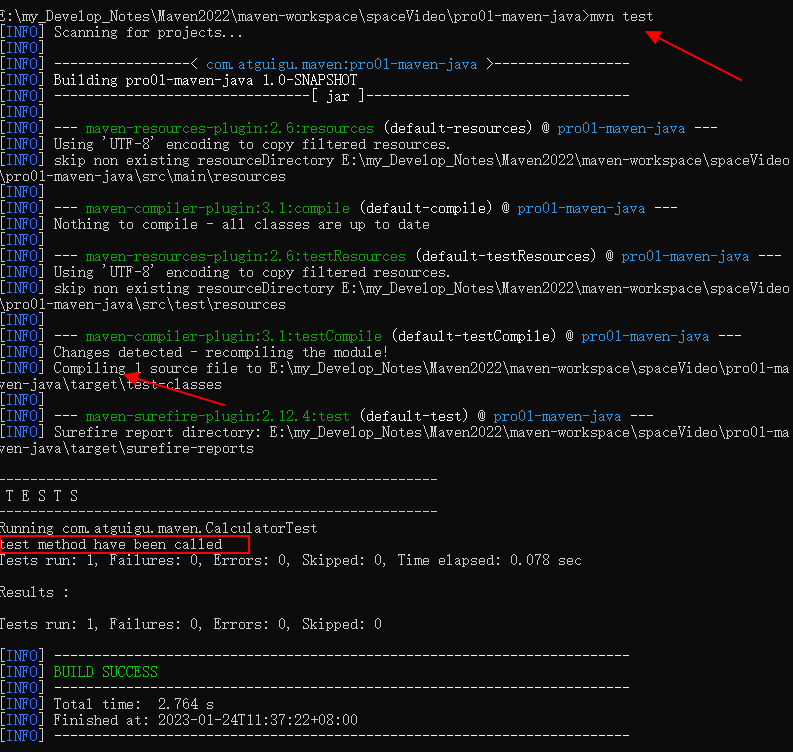 E:\my_Develop_Notes\Maven2022\maven-workspace\spaceVideo\pro01-maven-java>mvn test
[INFO] Scanning for projects...
[INFO]
[INFO] -----------------< com.atguigu.maven:pro01-maven-java >-----------------
[INFO] Building pro01-maven-java 1.0-SNAPSHOT
[INFO] --------------------------------[ jar ]---------------------------------
[INFO]
[INFO] --- maven-resources-plugin:2.6:resources (default-resources) @ pro01-maven-java ---
[INFO] Using 'UTF-8' encoding to copy filtered resources.
[INFO] skip non existing resourceDirectory E:\my_Develop_Notes\Maven2022\maven-workspace\spaceVideo
\pro01-maven-java\src\main\resources
[INFO]
[INFO] --- maven-compiler-plugin:3.1:compile (default-compile) @ pro01-maven-java ---
[INFO] Nothing to compile - all classes are up to date
[INFO]
[INFO] --- maven-resources-plugin:2.6:testResources (default-testResources) @ pro01-maven-java ---
[INFO] Using 'UTF-8' encoding to copy filtered resources.
[INFO] skip non existing resourceDirectory E:\my_Develop_Notes\Maven2022\maven-workspace\spaceVideo
\pro01-maven-java\src\test\resources
[INFO]
[INFO] --- maven-compiler-plugin:3.1:testCompile (default-testCompile) @ pro01-maven-java ---
[INFO] Changes detected - recompiling the module!
[INFO] Compiling 1 source file to E:\my_Develop_Notes\Maven2022\maven-workspace\spaceVideo\pro01-ma
ven-java\target\test-classes
[INFO]
[INFO] --- maven-surefire-plugin:2.12.4:test (default-test) @ pro01-maven-java ---
[INFO] Surefire report directory: E:\my_Develop_Notes\Maven2022\maven-workspace\spaceVideo\pro01-ma
ven-java\target\surefire-reports

-------------------------------------------------------
 T E S T S
-------------------------------------------------------
Running com.atguigu.maven.CalculatorTest
test method have been called
Tests run: 1, Failures: 0, Errors: 0, Skipped: 0, Time elapsed: 0.078 sec

Results :

Tests run: 1, Failures: 0, Errors: 0, Skipped: 0

[INFO] ------------------------------------------------------------------------
[INFO] BUILD SUCCESS
[INFO] ------------------------------------------------------------------------
[INFO] Total time:  2.764 s
[INFO] Finished at: 2023-01-24T11:37:22+08:00
[INFO] ------------------------------------------------------------------------